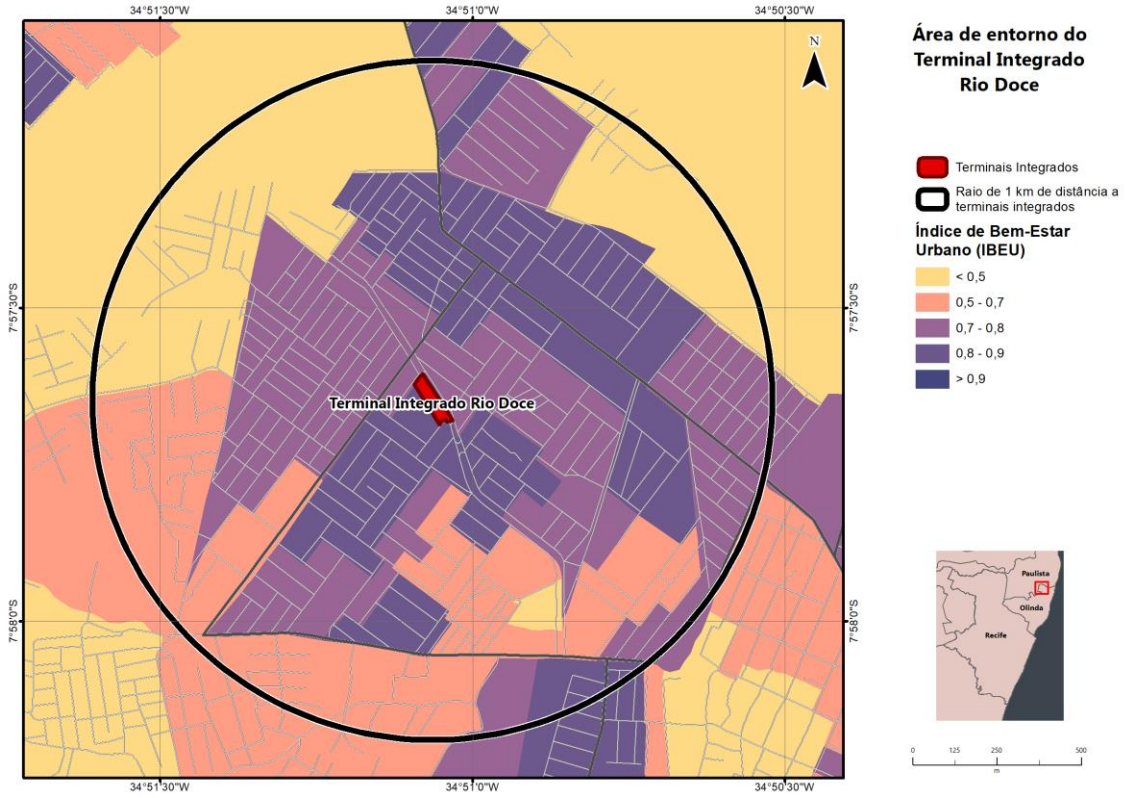 34°51'30"W
34°51'0"W
34°50'30"W
Área de entorno do
Terminal Integrado
Rio Doce
N
Terminais Integrados
Raio de 1 km de distância a
terminais integrados
Índice de Bem-Estar
Urbano (IBEU)
< 0,5
0,5 - 0,7
0,7 - 0,8
0,8 - 0,9
> 0,9
7°57'30"S
7°57'30"S
Terminal Integrado Rio Doce
7°58'0"S
7°58'0"S
Paulista
Olinda
Recife
0
125
250
500
m
34°51'30"W
34°51'0"W
34°50'30"W